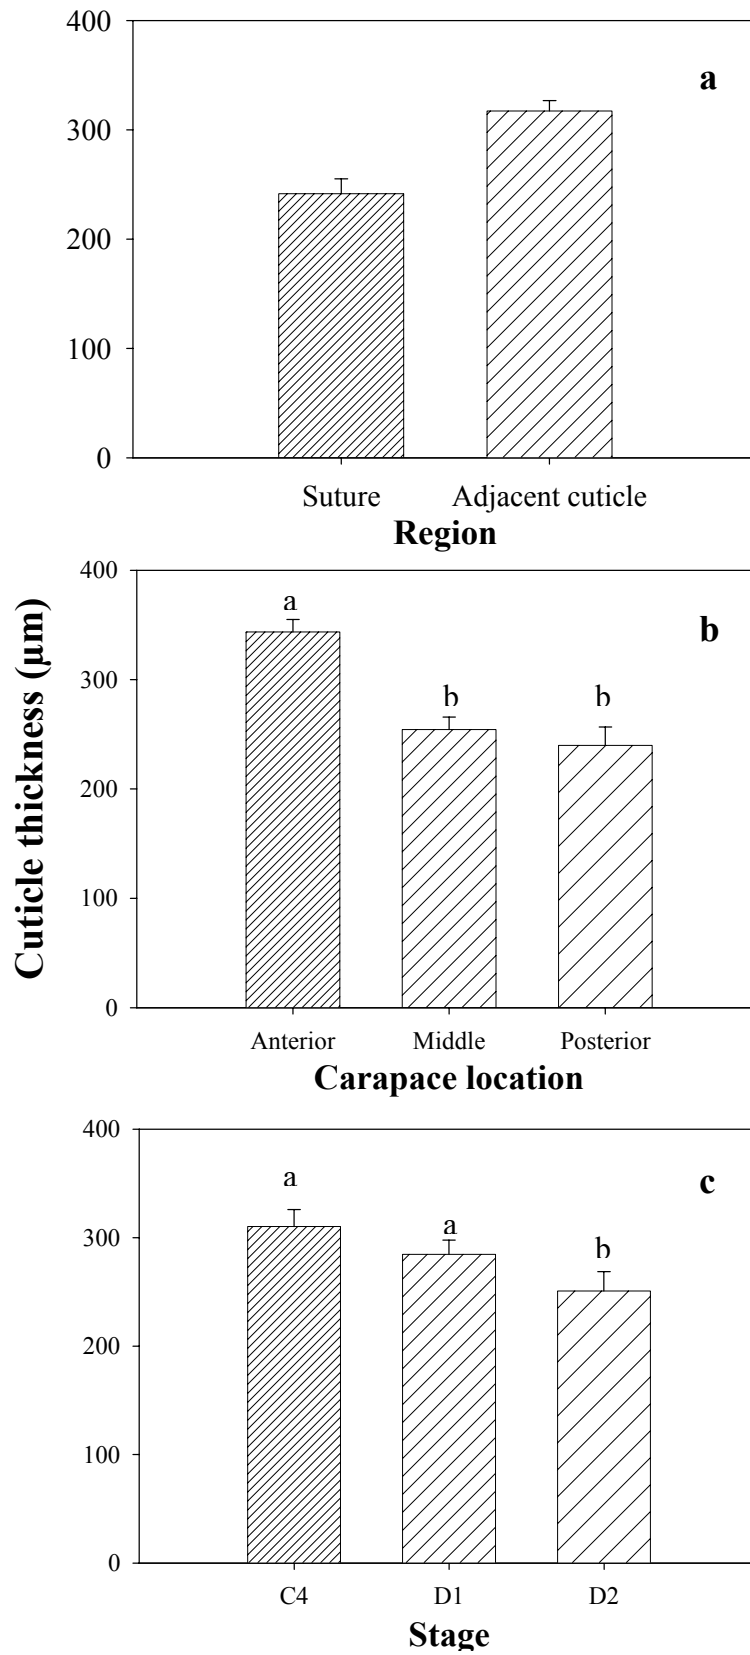 Cuticle thickness (μm)
400
300
200
100
0
a
Suture Adjacent cuticle
Region
400
300
200
100
0
a
b b
b
Anterior Middle Posterior
Carapace location
400
300
200
100
0
a
a
b
c
C4 D1 D2
Stage